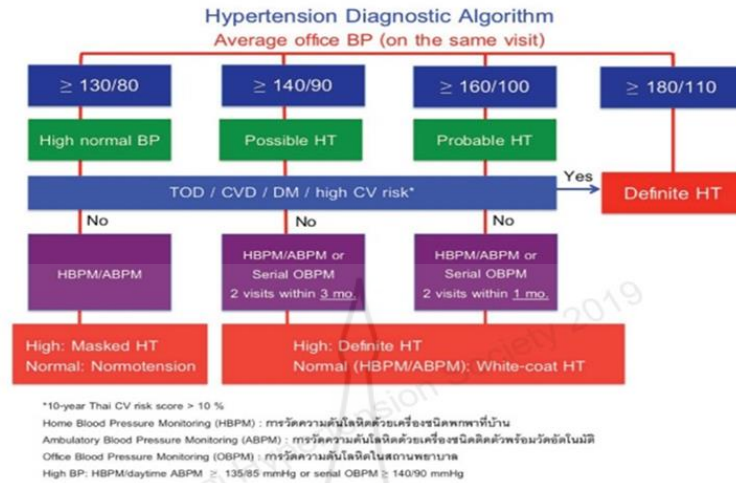 Hypertension Diagnostic Algorithm
Average office BP (on the same visit)
≥ 130/80
≥ 140/90
≥ 160/100
≥ 180/110
High normal BP
Possible HT
Probable HT
TOD / CVD / DM / high CV risk*
Yes
Definite HT
No
No
No
HBPM/ABPM
HBPM/ABPM or
Serial OBPM
2 visits within 3 mo.
HBPM/ABPM or
Serial OBPM
2 visits within 1 mo.
High: Masked HT
Normal: Normotension
High: Definite HT
Normal (HBPM/ABPM): White-coat HT
*10-year Thai CV risk score > 10 %
Home Blood Pressure Monitoring (HBPM) : การวัดความดันโลหิตด้วยเครื่องชนิดพกพาที่บ้าน
Ambulatory Blood Pressure Monitoring (ABPM) : การวัดความดันโลหิตด้วยเครื่องชนิดติดตัวพร้อมวัดอัตโนมัติ
Office Blood Pressure Monitoring (OBPM) : การวัดความดันโลหิตในสถานพยาบาล
High BP: HBPM/daytime ABPM ≥ 135/85 mmHg or serial OBPM ≥ 140/90 mmHg
Hypertension Society 2019